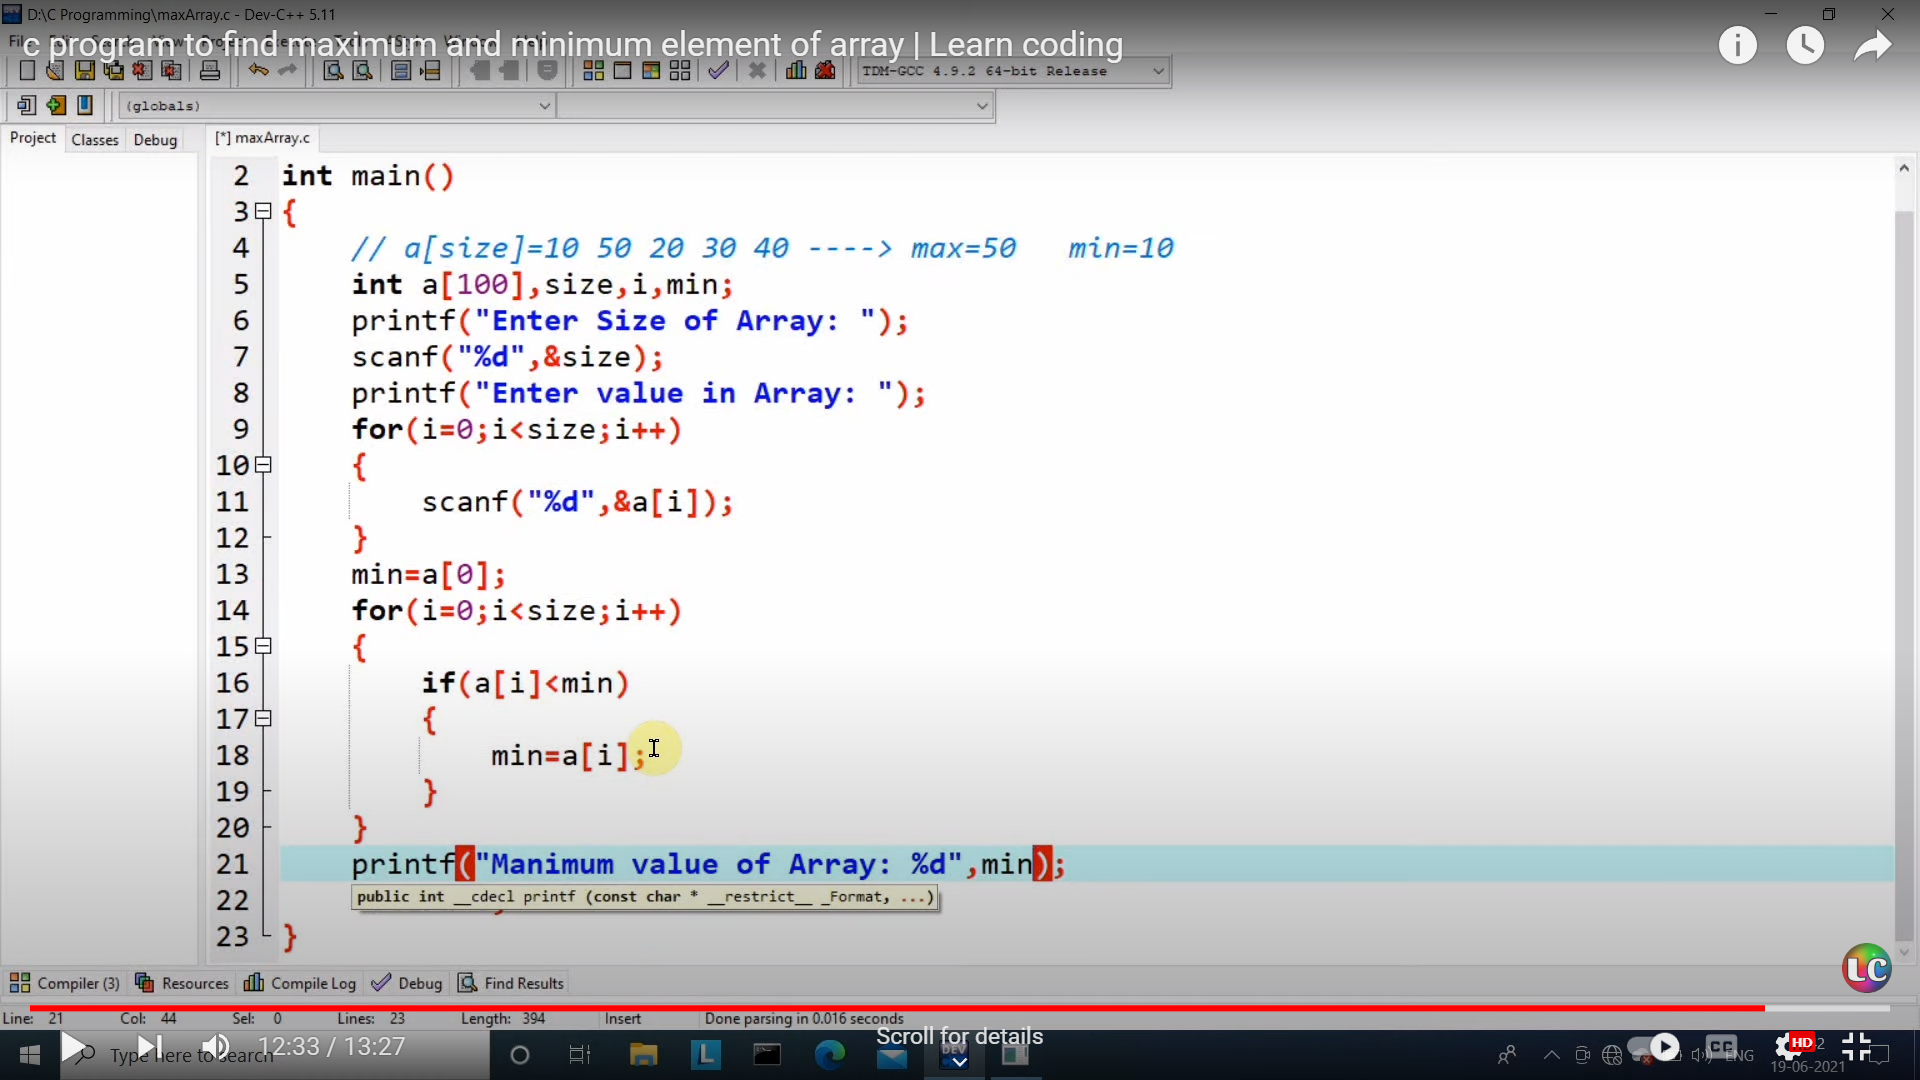 D:\C Programming\maxArray.c - Dev-C++ 5.11
c program to find maximum and minimum element of array | Learn coding
TDM-GCC 4.9.2 64-bit Release
(globals)
Project Classes Debug
[*] maxArray.c
2 int main()
3 {
4 // a[size]=10 50 20 30 40 ----> max=50 min=10
5 int a[100],size,i,min;
6 printf("Enter Size of Array: ");
7 scanf("%d",&size);
8 printf("Enter value in Array: ");
9 for(i=0;i<size;i++)
10 {
11 scanf("%d",&a[i]);
12 }
13 min=a[0];
14 for(i=0;i<size;i++)
15 {
16 if(a[i]<min)
17 {
18 min=a[i];
19 }
20 }
21 printf("Manimum value of Array: %d",min);
22
public int __cdecl printf (const char * __restrict__ _Format, ...)
23 }
LC
Compiler (3) Resources Compile Log Debug Find Results
Line: 21 Col: 44 Sel: 0 Lines: 23 Length: 394 Insert Done parsing in 0.016 seconds
Scroll for details
Type here to search
12:33 / 13:27
L
DEV
CC
HD
ENG
19-06-2021